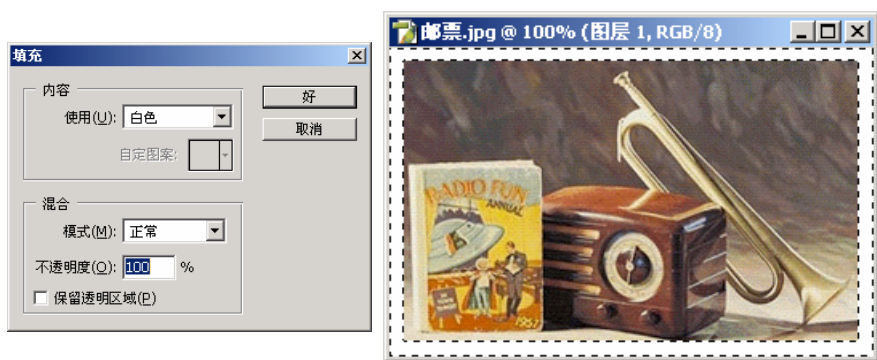 填充
内容
使用(U): 白色
自定图案:
好
取消
混合
模式(M): 正常
不透明度(O): 100 %
保留透明区域(P)
邮票.jpg @ 100% (图层 1, RGB/8)
RADIO FUN
ANNUAL
1957